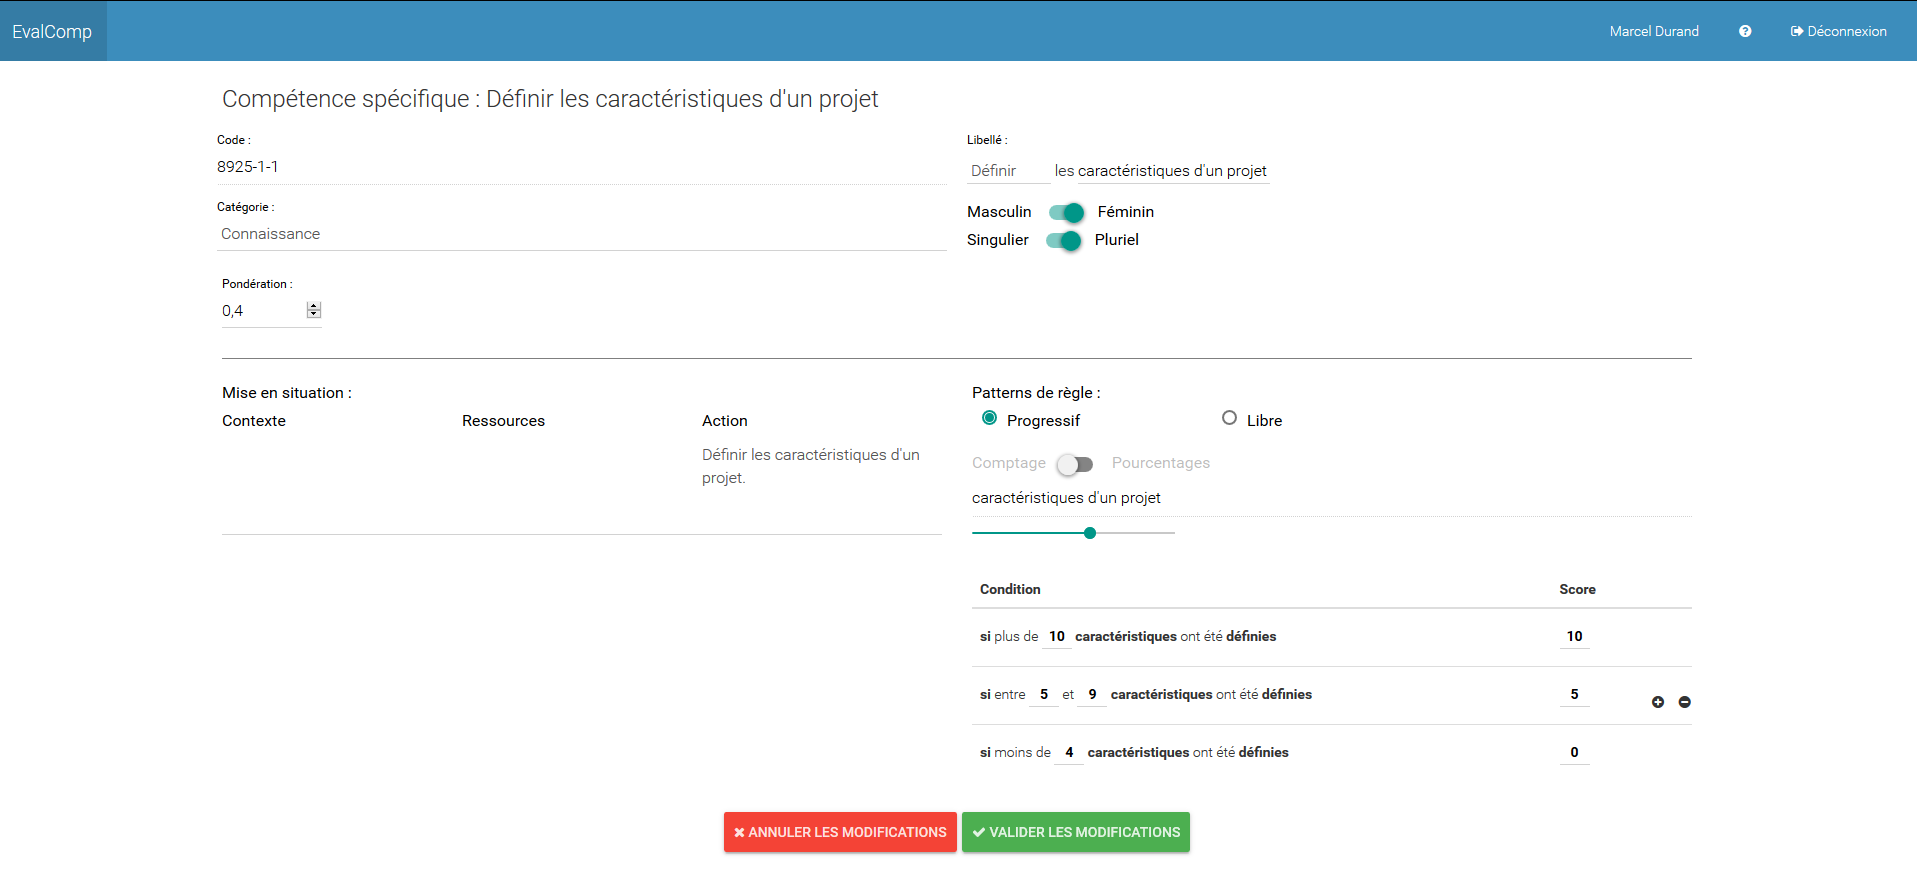 EvalComp
Marcel Durand
Déconnexion
Compétence spécifique : Définir les caractéristiques d'un projet
Code :
8925-1-1
Libellé :
Définir les caractéristiques d'un projet
Catégorie :
Connaissance
Masculin Féminin
Singulier Pluriel
Pondération :
0,4
Mise en situation :
Contexte Ressources Action
Définir les caractéristiques d'un
projet.
Patterns de règle :
Progressif Libre
Comptage Pourcentages
caractéristiques d'un projet
Condition Score
si plus de 10 caractéristiques ont été définies 10
si entre 5 et 9 caractéristiques ont été définies 5
si moins de 4 caractéristiques ont été définies 0
ANNULER LES MODIFICATIONS
VALIDER LES MODIFICATIONS